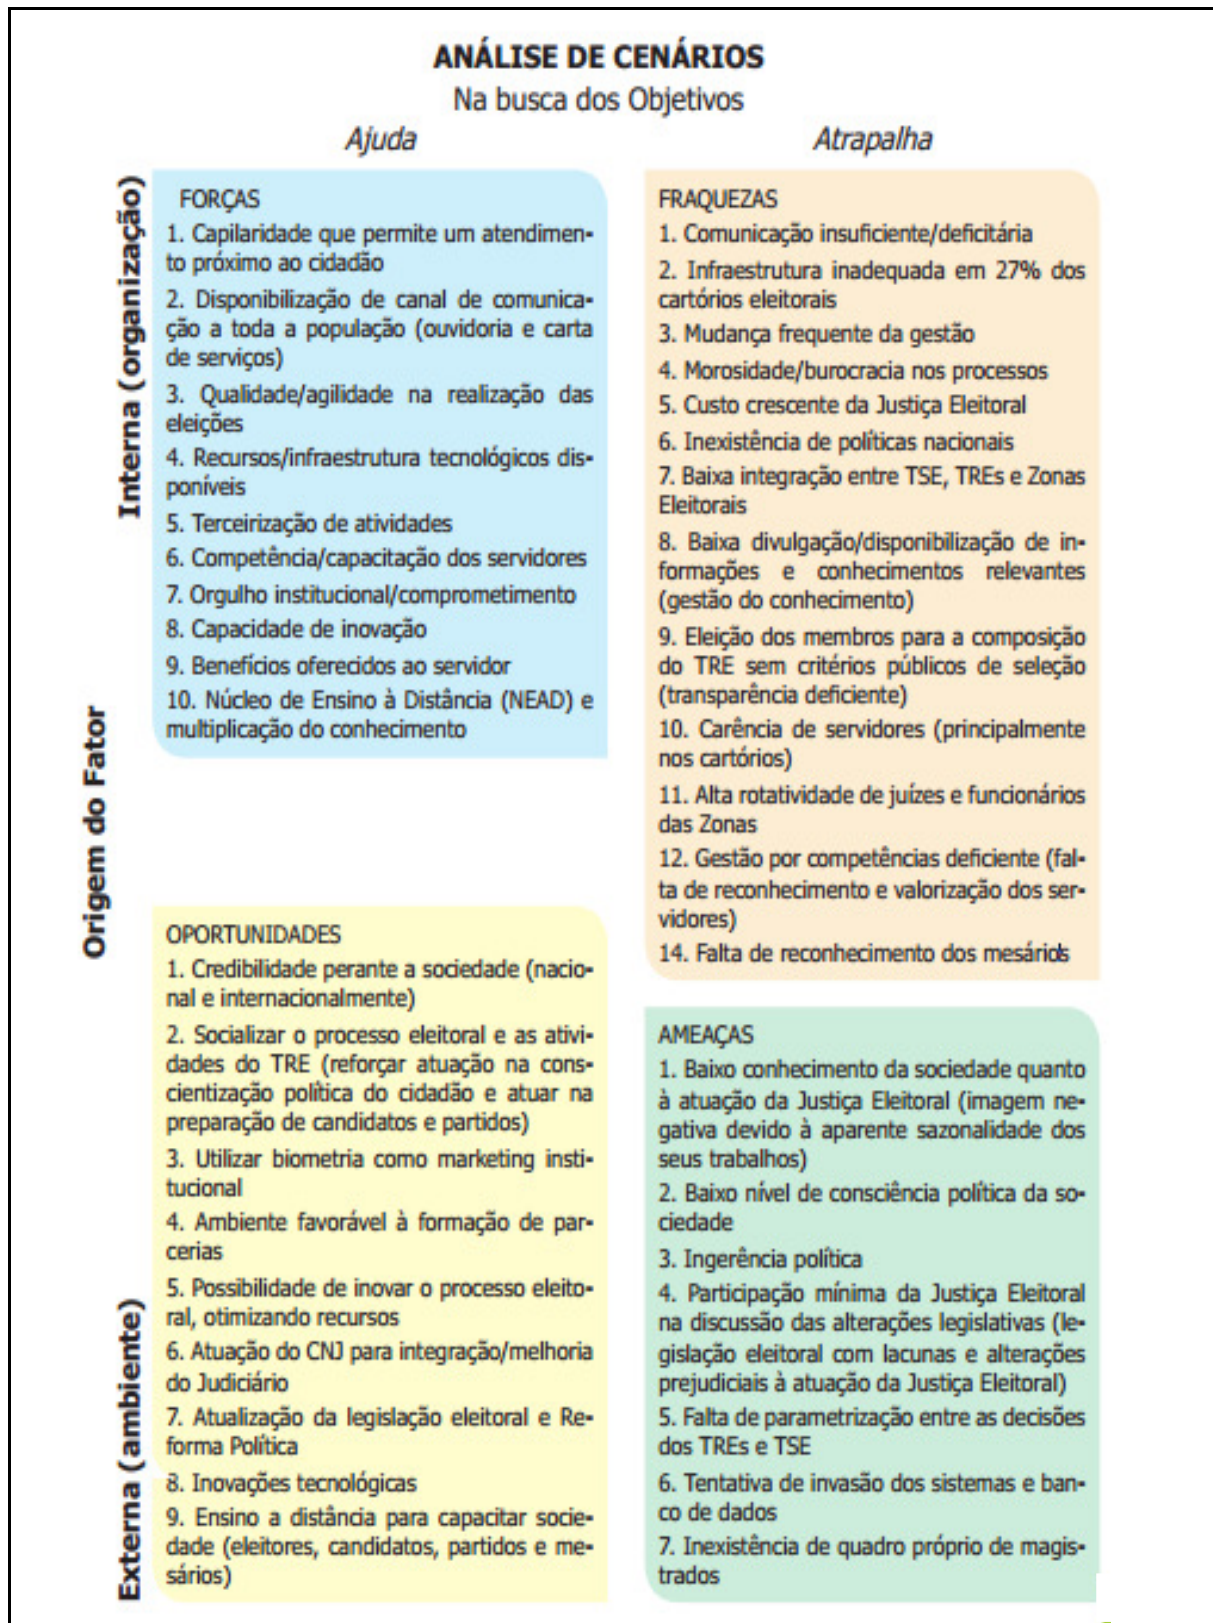 ANÁLISE DE CENÁRIOS
Na busca dos Objetivos
Ajuda
Atrapalha
Origem do Fator
Interna (organização)
FORÇAS
1. Capilaridade que permite um atendimen-
to próximo ao cidadão
2. Disponibilização de canal de comunica-
ção a toda a população (ouvidoria e carta
de serviços)
3. Qualidade/agilidade na realização das
eleições
4. Recursos/infraestrutura tecnológicos dis-
poníveis
5. Terceirização de atividades
6. Competência/capacitação dos servidores
7. Orgulho institucional/comprometimento
8. Capacidade de inovação
9. Benefícios oferecidos ao servidor
10. Núcleo de Ensino à Distância (NEAD) e
multiplicação do conhecimento
FRAQUEZAS
1. Comunicação insuficiente/deficitária
2. Infraestrutura inadequada em 27% dos
cartórios eleitorais
3. Mudança frequente da gestão
4. Morosidade/burocracia nos processos
5. Custo crescente da Justiça Eleitoral
6. Inexistência de políticas nacionais
7. Baixa integração entre TSE, TREs e Zonas
Eleitorais
8. Baixa divulgação/disponibilização de in-
formações e conhecimentos relevantes
(gestão do conhecimento)
9. Eleição dos membros para a composição
do TRE sem critérios públicos de seleção
(transparência deficiente)
10. Carência de servidores (principalmente
nos cartórios)
11. Alta rotatividade de juízes e funcionários
das Zonas
12. Gestão por competências deficiente (fal-
ta de reconhecimento e valorização dos ser-
vidores)
14. Falta de reconhecimento dos mesários
Externa (ambiente)
OPORTUNIDADES
1. Credibilidade perante a sociedade (nacio-
nal e internacionalmente)
2. Socializar o processo eleitoral e as ativi-
dades do TRE (reforçar atuação na cons-
cientização política do cidadão e atuar na
preparação de candidatos e partidos)
3. Utilizar biometria como marketing insti-
tucional
4. Ambiente favorável à formação de par-
cerias
5. Possibilidade de inovar o processo eleito-
ral, otimizando recursos
6. Atuação do CNJ para integração/melhoria
do Judiciário
7. Atualização da legislação eleitoral e Re-
forma Política
8. Inovações tecnológicas
9. Ensino a distância para capacitar socie-
dade (eleitores, candidatos, partidos e me-
sários)
AMEAÇAS
1. Baixo conhecimento da sociedade quanto
à atuação da Justiça Eleitoral (imagem ne-
gativa devido à aparente sazonalidade dos
seus trabalhos)
2. Baixo nível de consciência política da so-
ciedade
3. Ingerência política
4. Participação mínima da Justiça Eleitoral
na discussão das alterações legislativas (le-
gislação eleitoral com lacunas e alterações
prejudiciais à atuação da Justiça Eleitoral)
5. Falta de parametrização entre as decisões
dos TREs e TSE
6. Tentativa de invasão dos sistemas e ban-
co de dados
7. Inexistência de quadro próprio de magis-
trados